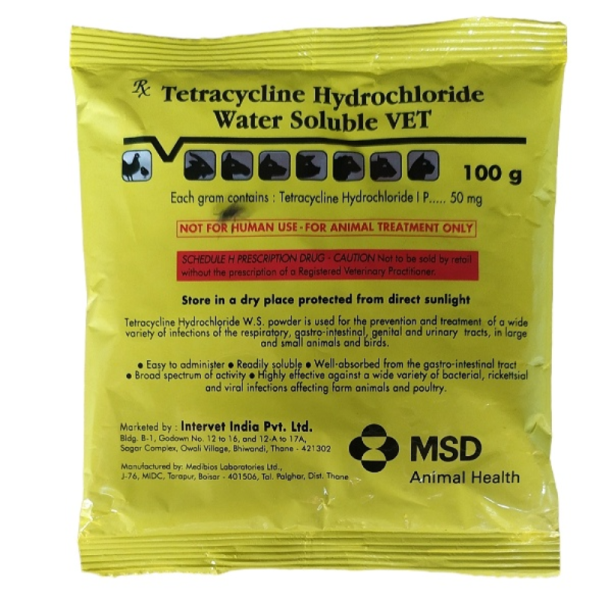 Rx Tetracycline Hydrochloride
Water Soluble VET
100 g
Each gram contains : Tetracycline Hydrochloride I P..... 50 mg
NOT FOR HUMAN USE - FOR ANIMAL TREATMENT ONLY
SCHEDULE H PRESCRIPTION DRUG - CAUTION Not to be sold by retail
without the prescription of a Registered Veterinary Practitioner.
Store in a dry place protected from direct sunlight
Tetracycline Hydrochloride W.S. powder is used for the prevention and treatment of a wide
variety of infections of the respiratory, gastro-intestinal, genital and urinary tracts, in large
and small animals and birds.
● Easy to administer ● Readily soluble ● Well-absorbed from the gastro-intestinal tract
● Broad spectrum of activity ● Highly effective against a wide variety of bacterial, rickettsial
and viral infections affecting farm animals and poultry.
Marketed by : Intervet India Pvt. Ltd.
Bldg. B-1, Godown No. 12 to 16, and 12-A to 17A,
Sagar Complex, Owali Village, Bhiwandi, Thane - 421302
Manufactured by: Medibios Laboratories Ltd.,
J-76, MIDC, Tarapur, Boisar - 401506, Tal. Palghar, Dist. Thane
MSD
Animal Health